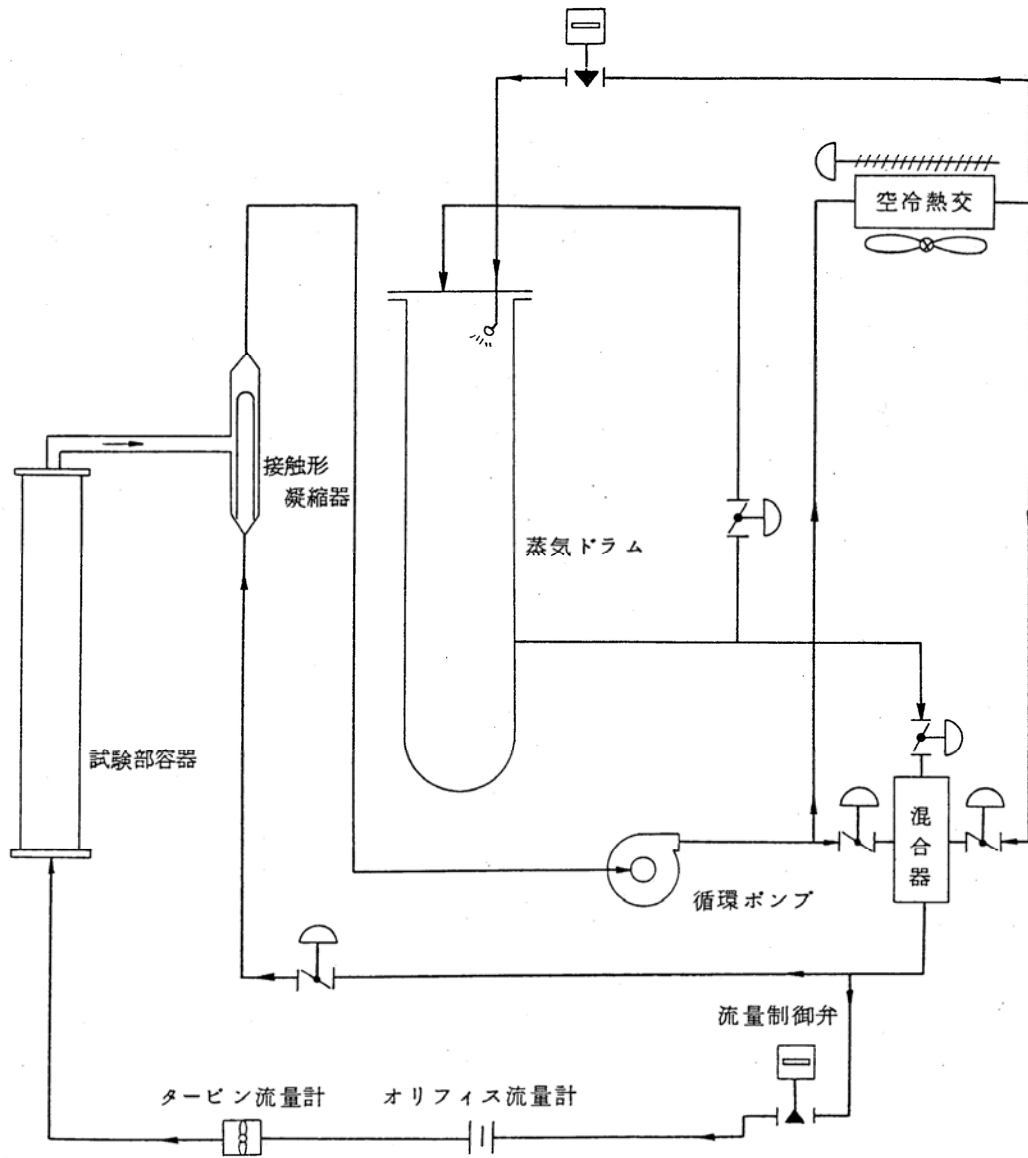 空冷熱交
接触形
凝縮器
蒸気ドラム
試験部容器
混合器
循環ポンプ
流量制御弁
タービン流量計
オリフィス流量計